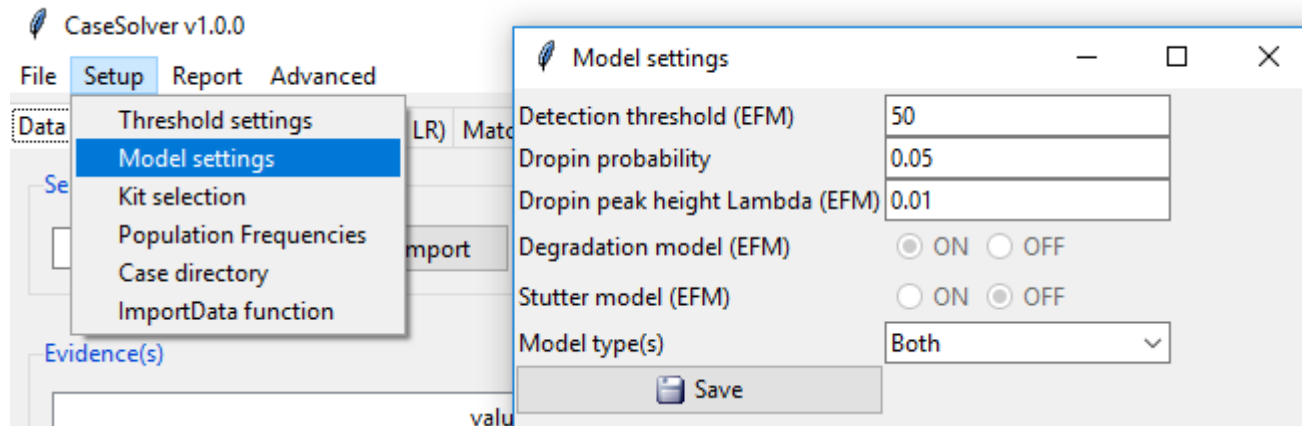 CaseSolver v1.0.0
File Setup Report Advanced
Data
LR)
Threshold settings
Model settings
Kit selection
Population Frequencies
Case directory
ImportData function
Evidence(s)
Model settings
Detection threshold (EFM) 50
Dropin probability 0.05
Dropin peak height Lambda (EFM) 0.01
Degradation model (EFM) ON OFF
Stutter model (EFM) ON OFF
Model type(s) Both
Save